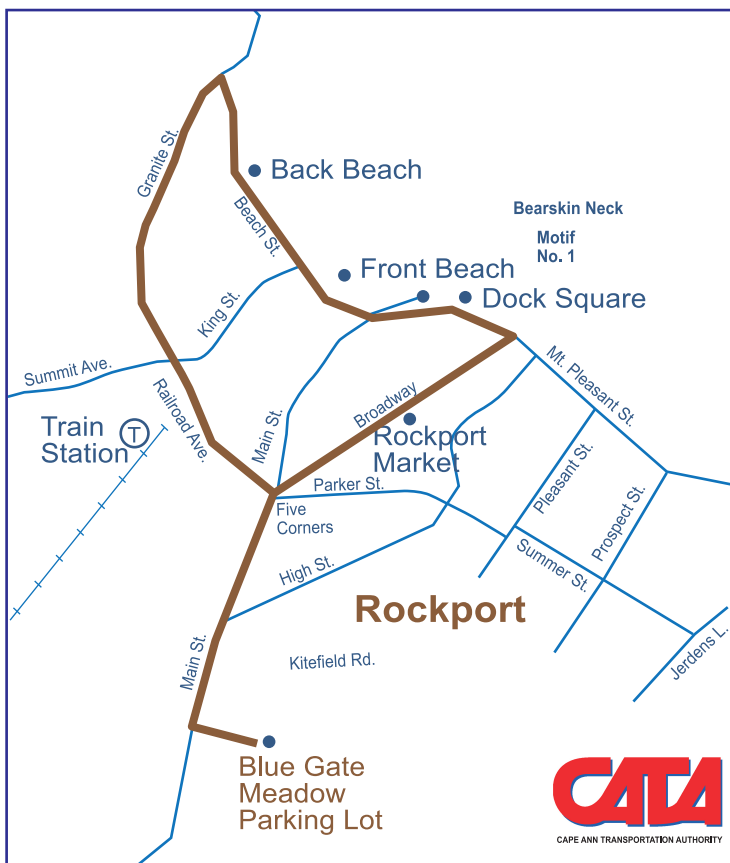 Granite St.
Back Beach
Beach St.
Bearskin Neck
Motif
No. 1
Front Beach
Dock Square
King St.
Summit Ave.
Mt. Pleasant St.
Broadway
Railroad Ave.
Main St.
Train
Station
T
Rockport
Market
Parker St.
Pleasant St.
Prospect St.
Five
Corners
Summer St.
High St.
Rockport
Jerdens L.
Main St.
Kitefield Rd.
Blue Gate
Meadow
Parking Lot
CATA
CAPE ANN TRANSPORTATION AUTHORITY